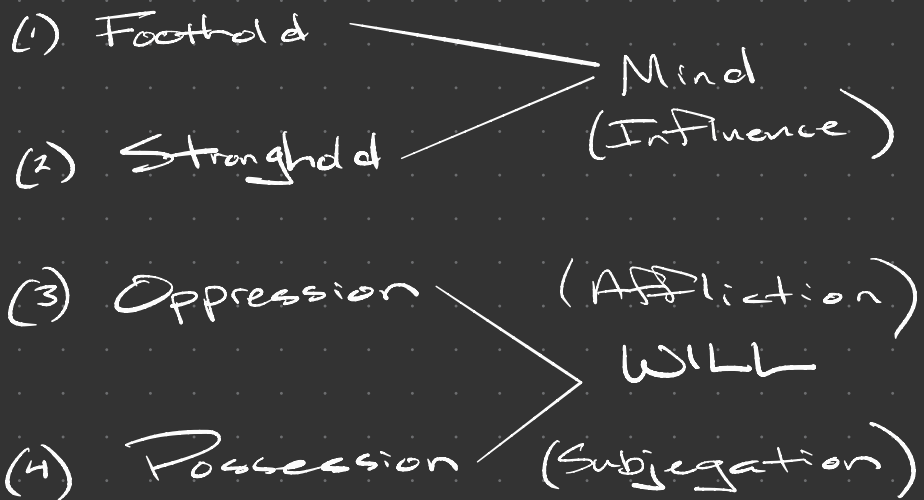 (1) Foothold
Mind
(Influence)
(2) Stronghold
(3) Oppression (Affliction)
WILL
(4) Possession (Subjegation)